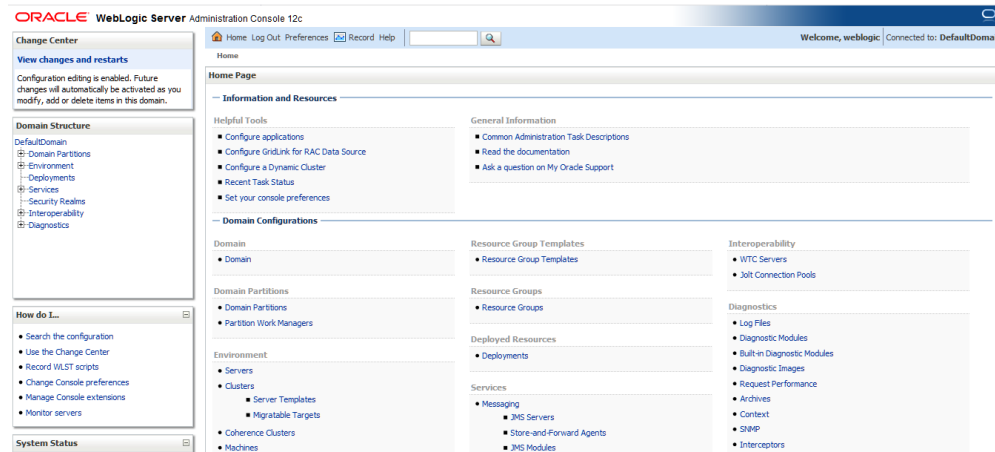 ORACLE WebLogic Server Administration Console 12c
Change Center
View changes and restarts
Configuration editing is enabled. Future
changes will automatically be activated as you
modify, add or delete items in this domain.
Domain Structure
DefaultDomain
Domain Partitions
Environment
Deployments
Services
Security Realms
Interoperability
Diagnostics
How do I...
Search the configuration
Use the Change Center
Record WLST scripts
Change Console preferences
Manage Console extensions
Monitor servers
System Status
Home Log Out Preferences Record Help
Welcome, weblogic Connected to: DefaultDoma
Home
Home Page
Information and Resources
Helpful Tools
Configure applications
Configure GridLink for RAC Data Source
Configure a Dynamic Cluster
Recent Task Status
Set your console preferences
General Information
Common Administration Task Descriptions
Read the documentation
Ask a question on My Oracle Support
Domain Configurations
Domain
Domain
Domain Partitions
Domain Partitions
Partition Work Managers
Environment
Servers
Clusters
Server Templates
Migratable Targets
Coherence Clusters
Machines
Resource Group Templates
Resource Group Templates
Resource Groups
Resource Groups
Deployed Resources
Deployments
Services
Messaging
JMS Servers
Store-and-Forward Agents
JMS Modules
Interoperability
WTC Servers
Jolt Connection Pools
Diagnostics
Log Files
Diagnostic Modules
Built-in Diagnostic Modules
Diagnostic Images
Request Performance
Archives
Context
SNMP
Interceptors